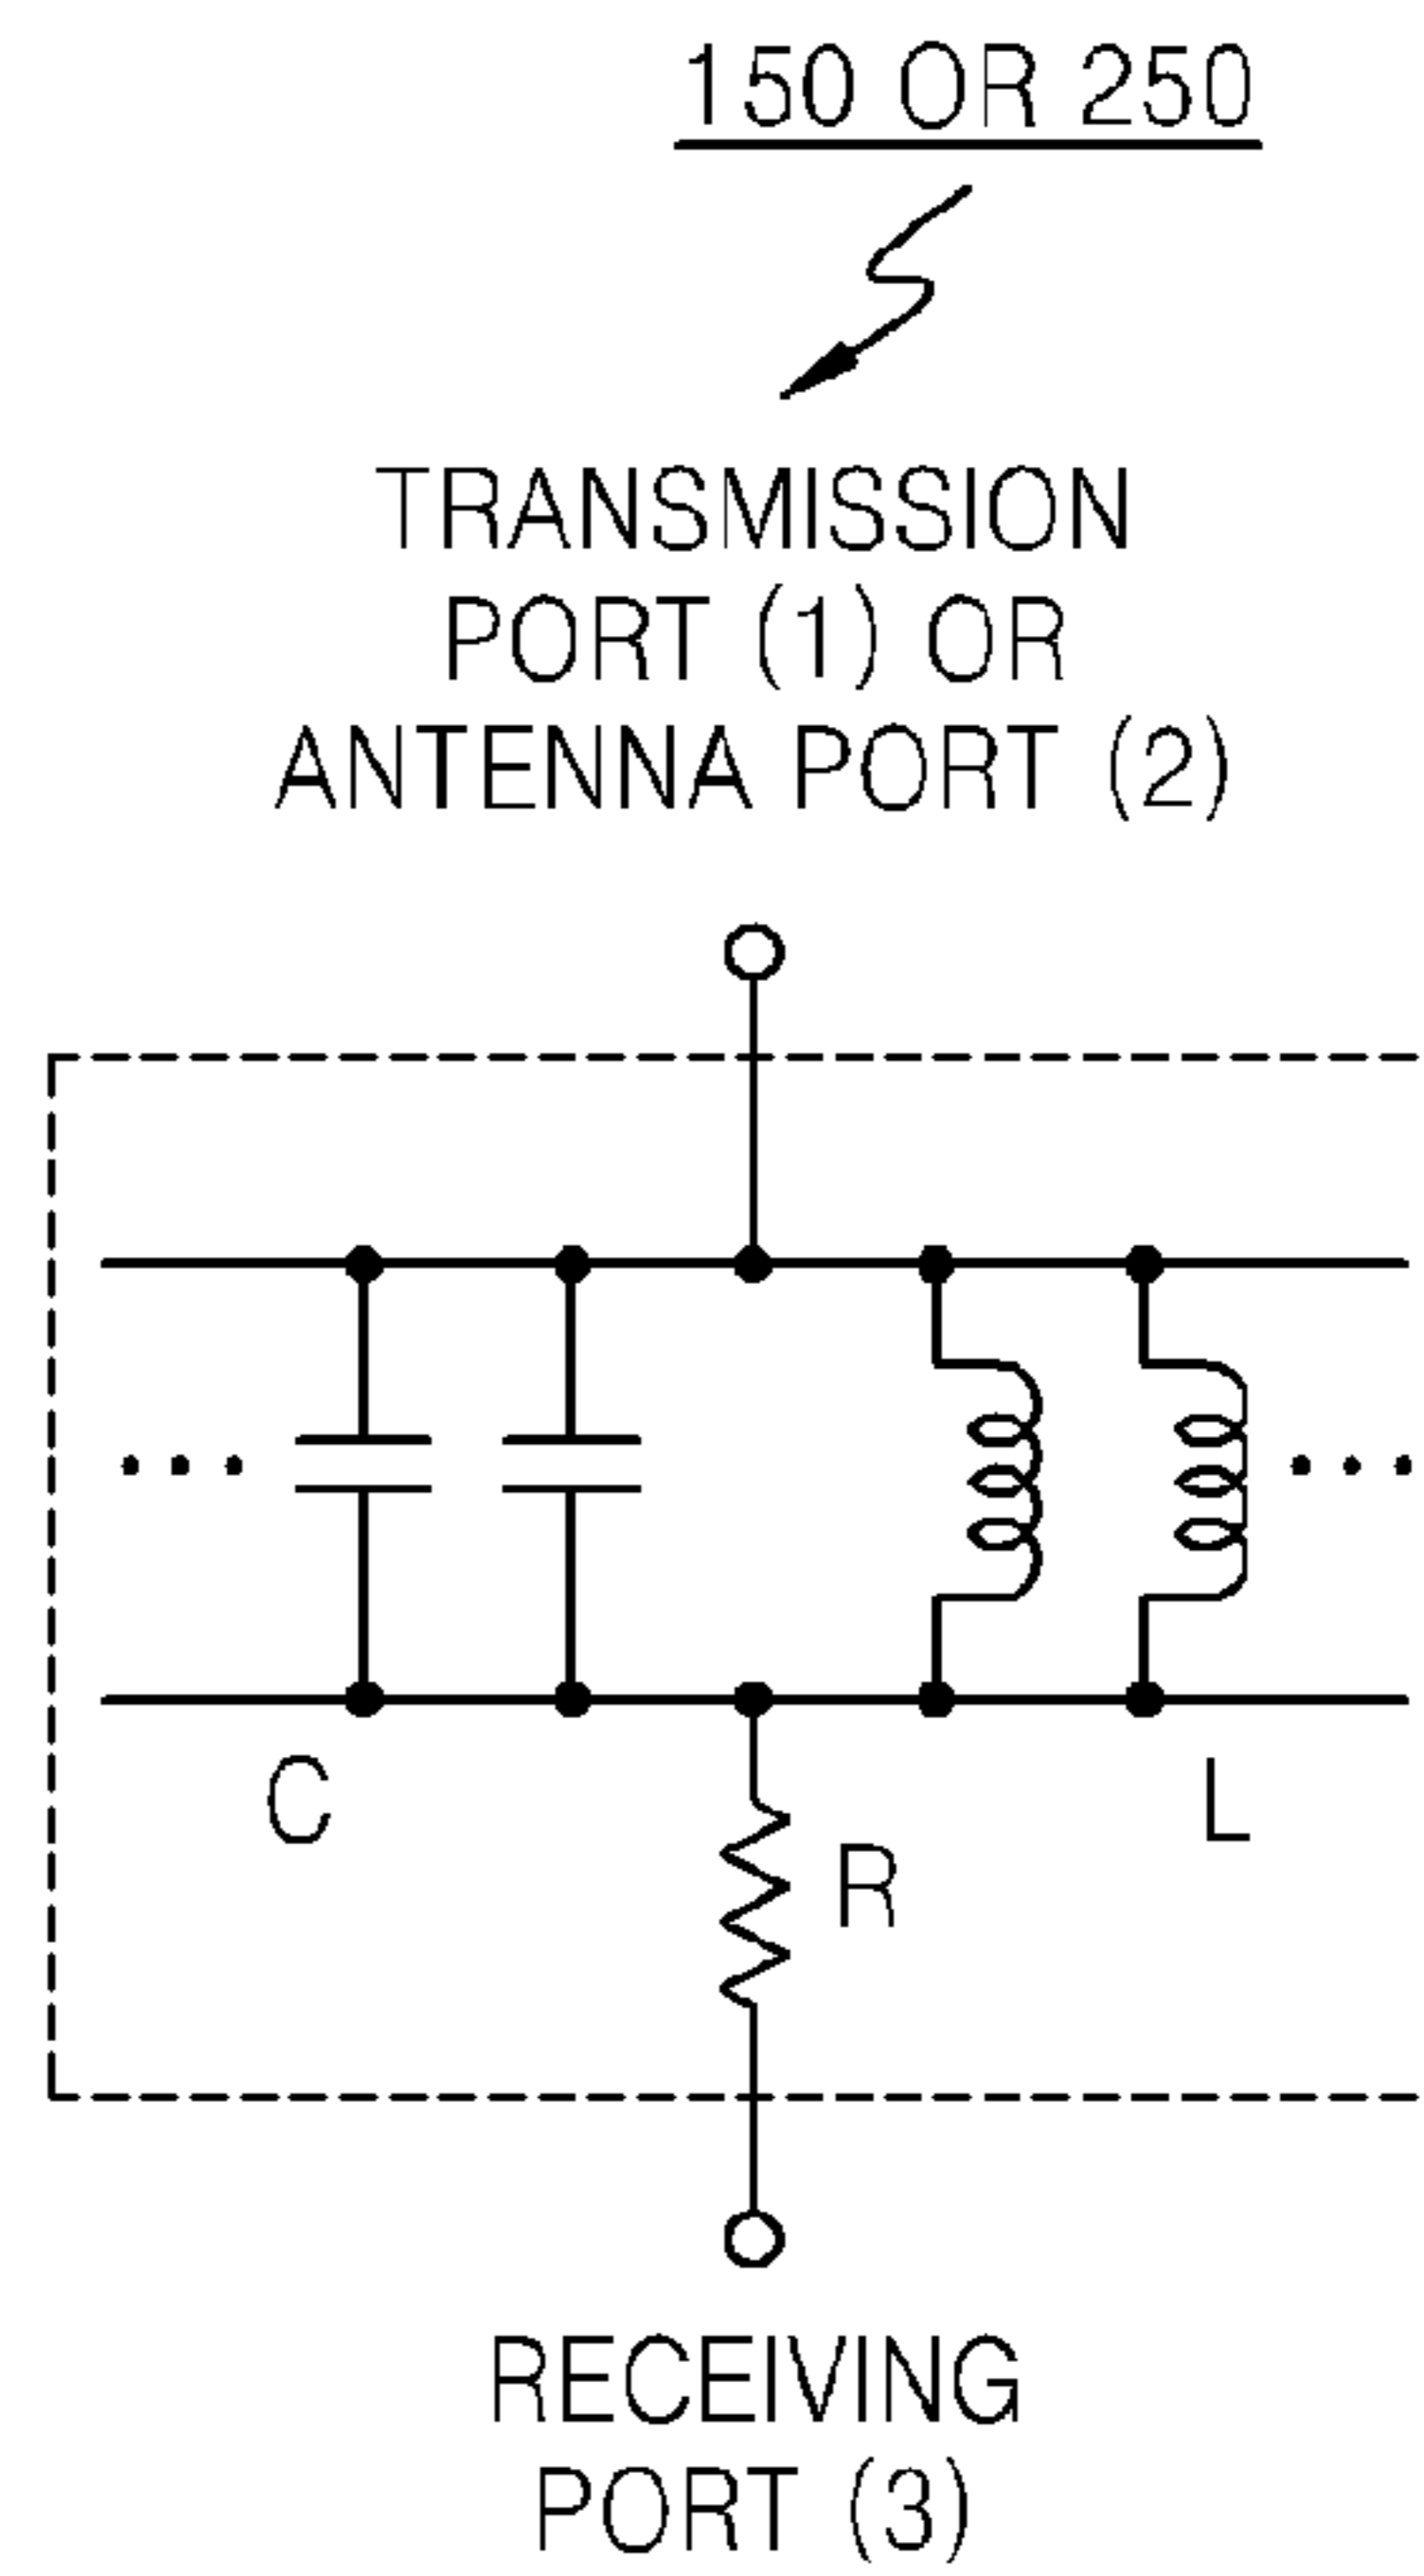 150 OR 250
TRANSMISSION
PORT (1) OR
ANTENNA PORT (2)
C
L
R
RECEIVING
PORT (3)